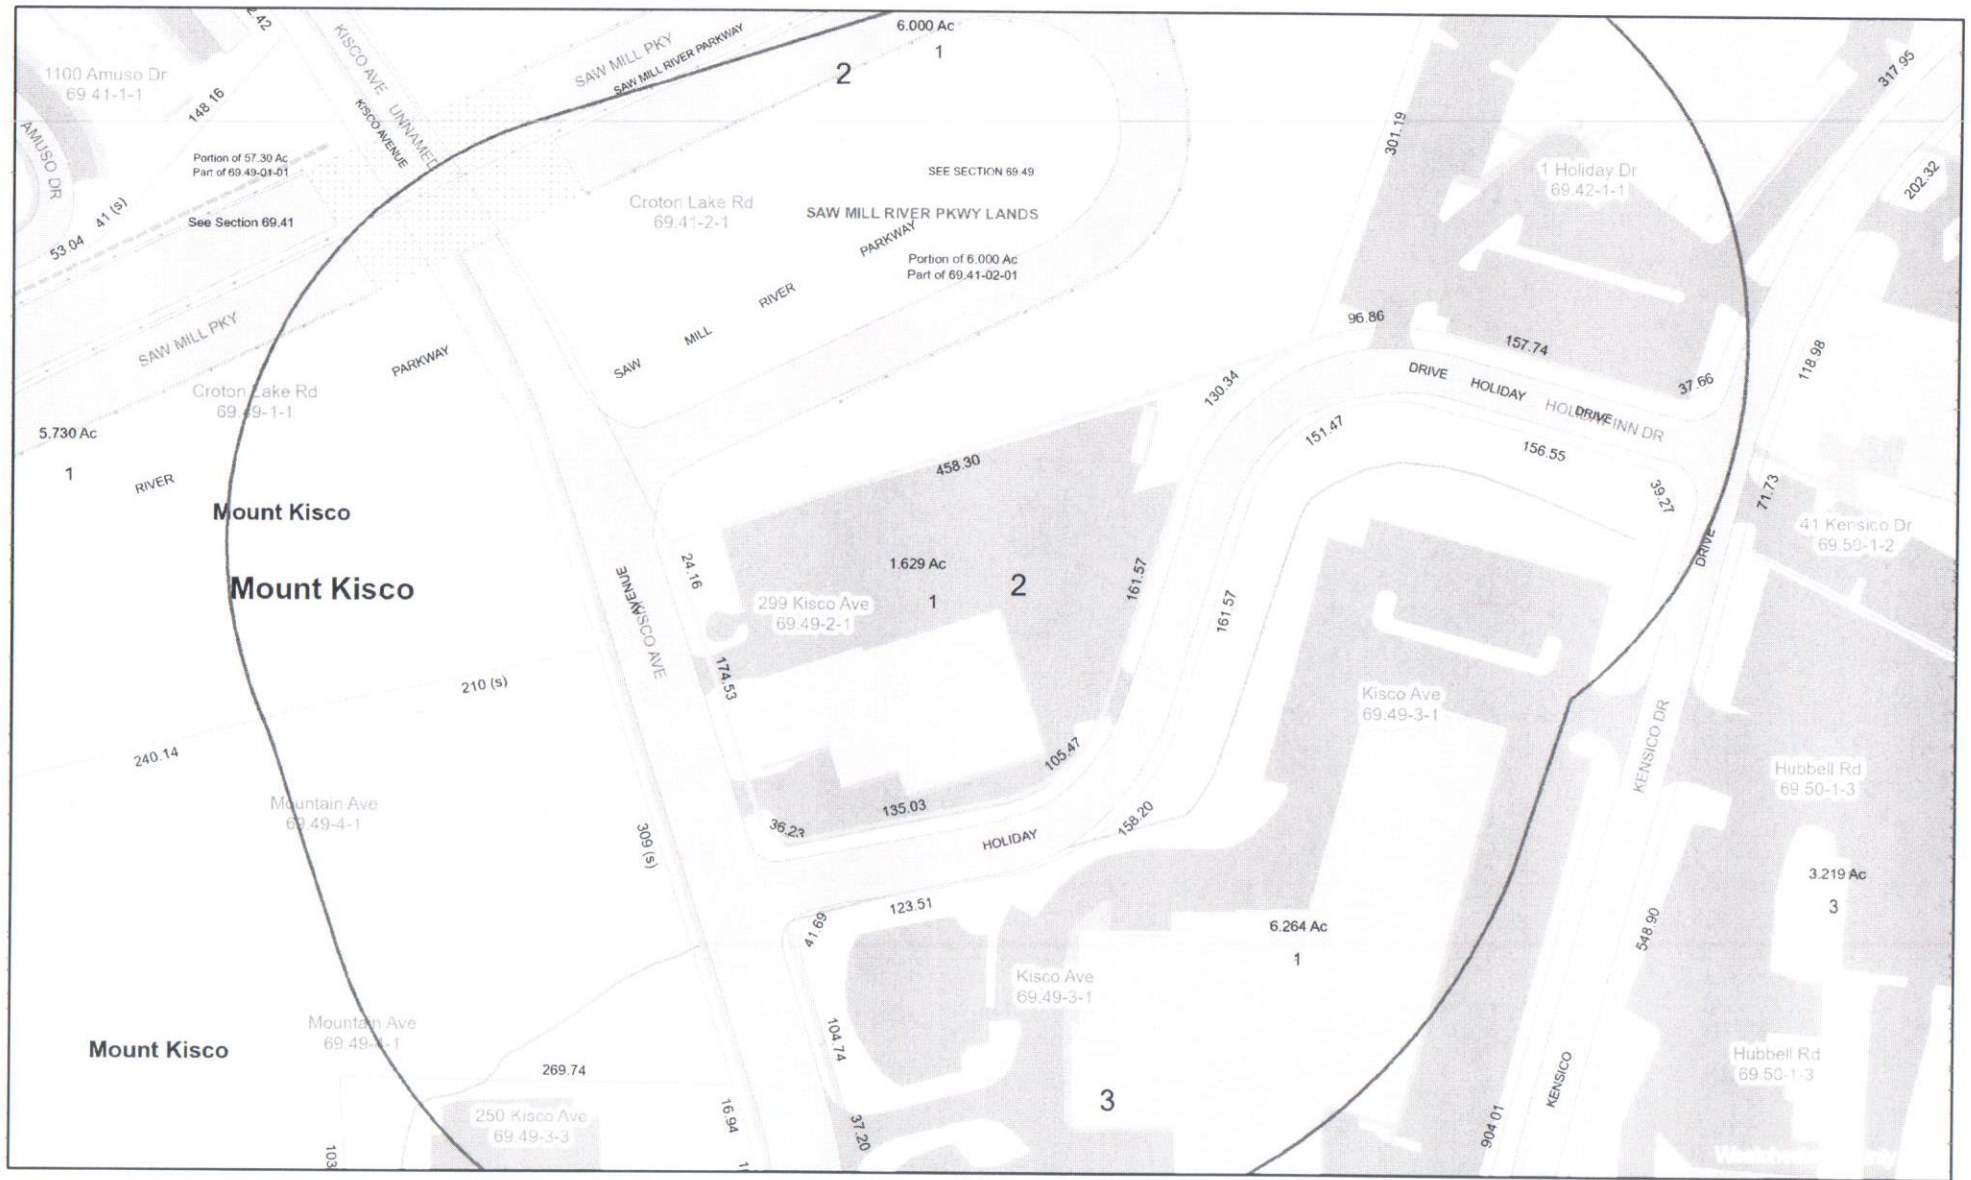 2.42
KISCO AVE
UNNAMED
KISCO AVENUE
SAW MILL PKY
SAW MILL RIVER PARKWAY
6.000 Ac
1
2
317.95
1100 Amuso Dr
69.41-1-1
148.16
AMUSO DR
301.19
Portion of 57.30 Ac
Part of 69.49-01-01
SEE SECTION 69.49
1 Holiday Dr
69.42-1-1
202.32
41 (s)
53.04
See Section 69.41
Croton Lake Rd
69.41-2-1
SAW MILL RIVER PKWY LANDS
PARKWAY
Portion of 6.000 Ac
Part of 69.41-02-01
RIVER
MILL
SAW
SAW MILL PKY
PARKWAY
96.86
157.74
118.98
Croton Lake Rd
69.49-1-1
130.34
DRIVE
HOLIDAY
DRIVE
HOLIDAY INN DR
37.66
5.730 Ac
1
RIVER
458.30
151.47
156.55
39.27
71.73
Mount Kisco
41 Kensico Dr
69.50-1-2
DRIVE
24.16
1.629 Ac
2
1
161.57
161 57
Mount Kisco
AVENUE
KISCO AVE
299 Kisco Ave
69.49-2-1
174.53
210 (s)
Kisco Ave
69.49-3-1
KENSICO DR
240.14
105.47
Hubbell Rd
69.50-1-3
Mountain Ave
69.49-4-1
309 (s)
36.23
135.03
HOLIDAY
158.20
3.219 Ac
3
41.69
123.51
6.264 Ac
1
548.90
Kisco Ave
69.49-3-1
Mountain Ave
69.49-4-1
Mount Kisco
104.74
269.74
Hubbell Rd
69.50-1-3
KENSICO
250 Kisco Ave
69.49-3-3
16.94
37.20
3
904.01
103